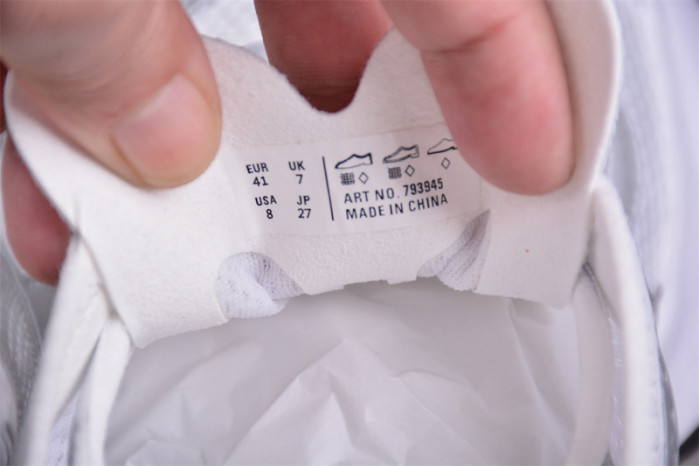 EUR UK
41 7
USA JP
8 27
ART NO. 793945
MADE IN CHINA